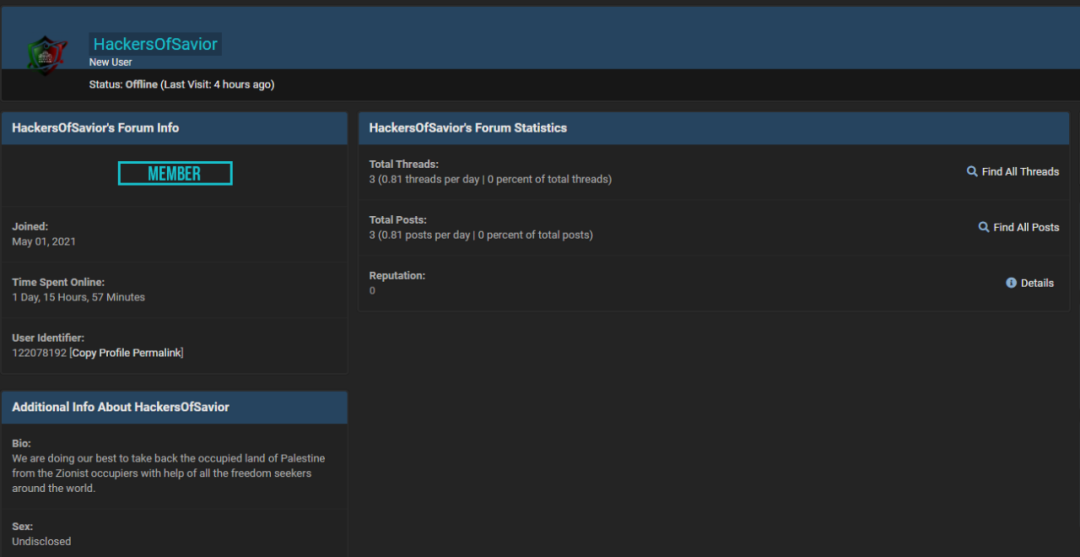 HackersOfSavior
New User
Status: Offline (Last Visit: 4 hours ago)
HackersOfSavior's Forum Info
MEMBER
Joined:
May 01, 2021
Time Spent Online:
1 Day, 15 Hours, 57 Minutes
User Identifier:
122078192 [Copy Profile Permalink]
Additional Info About HackersOfSavior
Bio:
We are doing our best to take back the occupied land of Palestine
from the Zionist occupiers with help of all the freedom seekers
around the world.
Sex:
Undisclosed
HackersOfSavior's Forum Statistics
Total Threads:
3 (0.81 threads per day | 0 percent of total threads)
Find All Threads
Total Posts:
3 (0.81 posts per day | 0 percent of total posts)
Find All Posts
Reputation:
0
Details